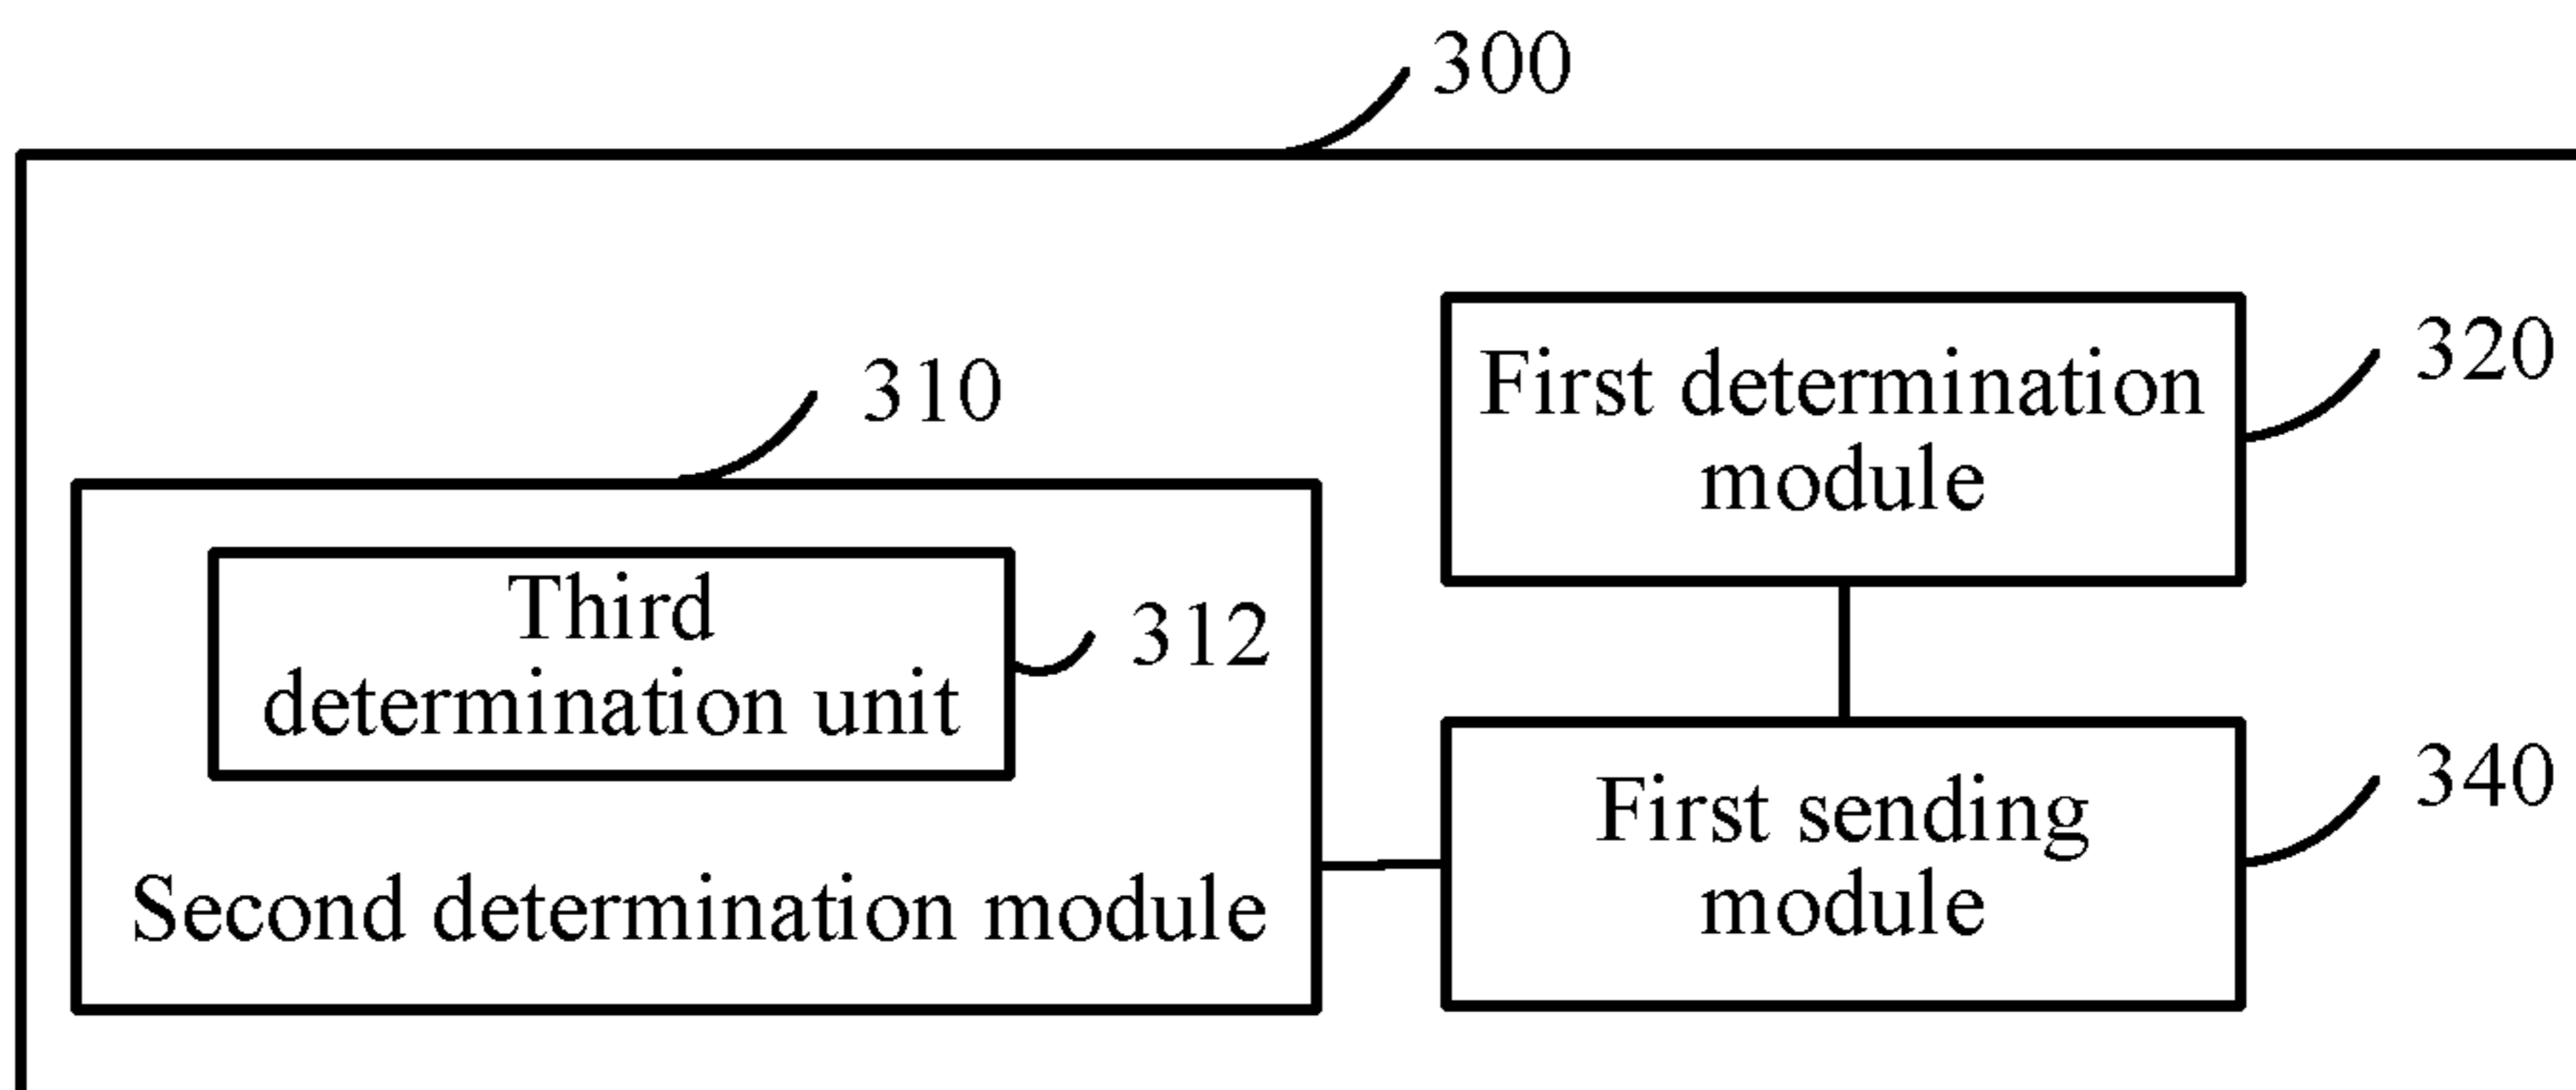 300
310
320
First determination
module
Third
determination unit
312
Second determination module
340
First sending
module